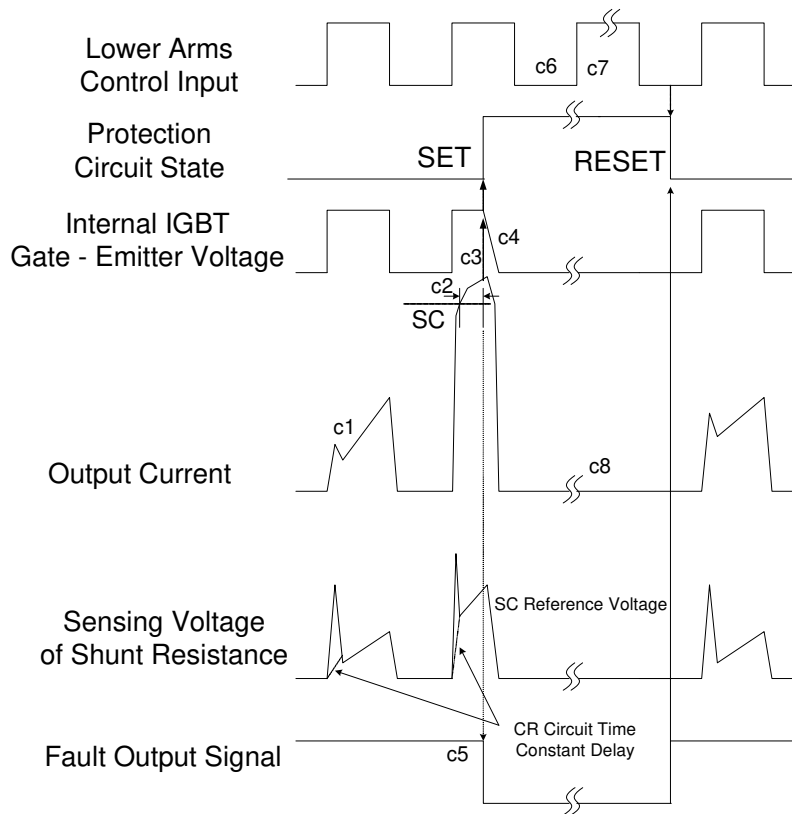 Lower Arms
Control Input
c6
c7
Protection
Circuit State
SET
RESET
Internal IGBT
Gate - Emitter Voltage
c4
c3
c2
SC
c1
Output Current
c8
SC Reference Voltage
Sensing Voltage
of Shunt Resistance
CR Circuit Time
Constant Delay
Fault Output Signal
c5